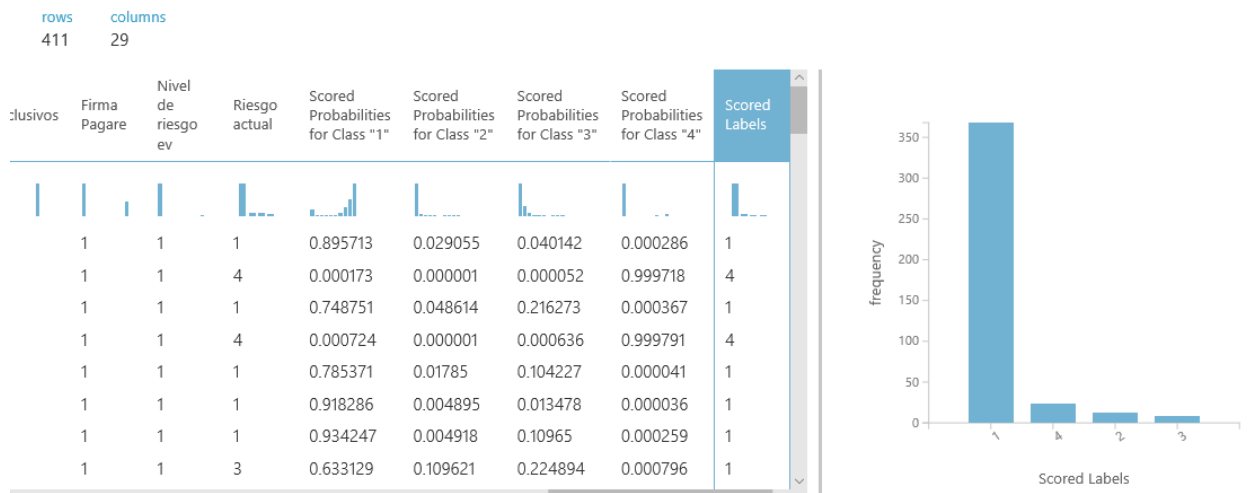 rows columns
411 29
clusivos Firma Pagare Nivel de riesgo ev Riesgo actual Scored Probabilities for Class "1" Scored Probabilities for Class "2" Scored Probabilities for Class "3" Scored Probabilities for Class "4" Scored Labels
1 1 1 0.895713 0.029055 0.040142 0.000286 1
1 1 4 0.000173 0.000001 0.000052 0.999718 4
1 1 1 0.748751 0.048614 0.216273 0.000367 1
1 1 4 0.000724 0.000001 0.000636 0.999791 4
1 1 1 0.785371 0.01785 0.104227 0.000041 1
1 1 1 0.918286 0.004895 0.013478 0.000036 1
1 1 1 0.934247 0.004918 0.10965 0.000259 1
1 1 3 0.633129 0.109621 0.224894 0.000796 1
frequency
350
300
250
200
150
100
50
0
1 4 2 3
Scored Labels